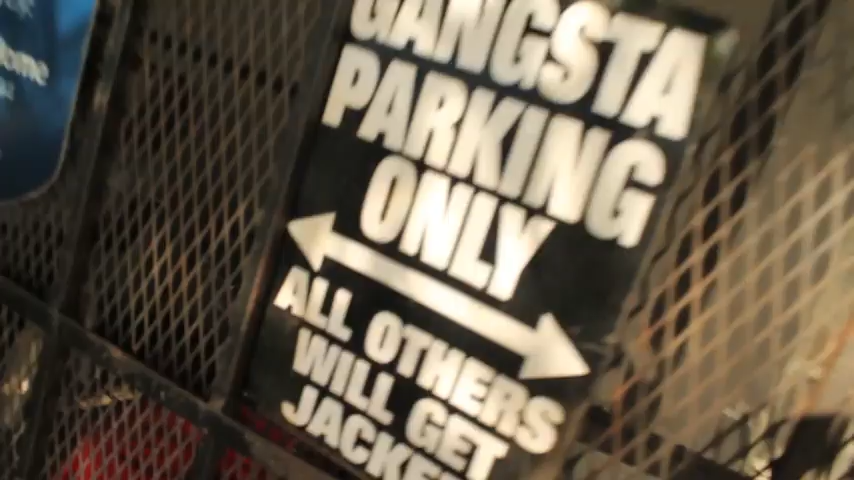 GANGSTA
PARKING
ONLY
ALL OTHERS
WILL GET